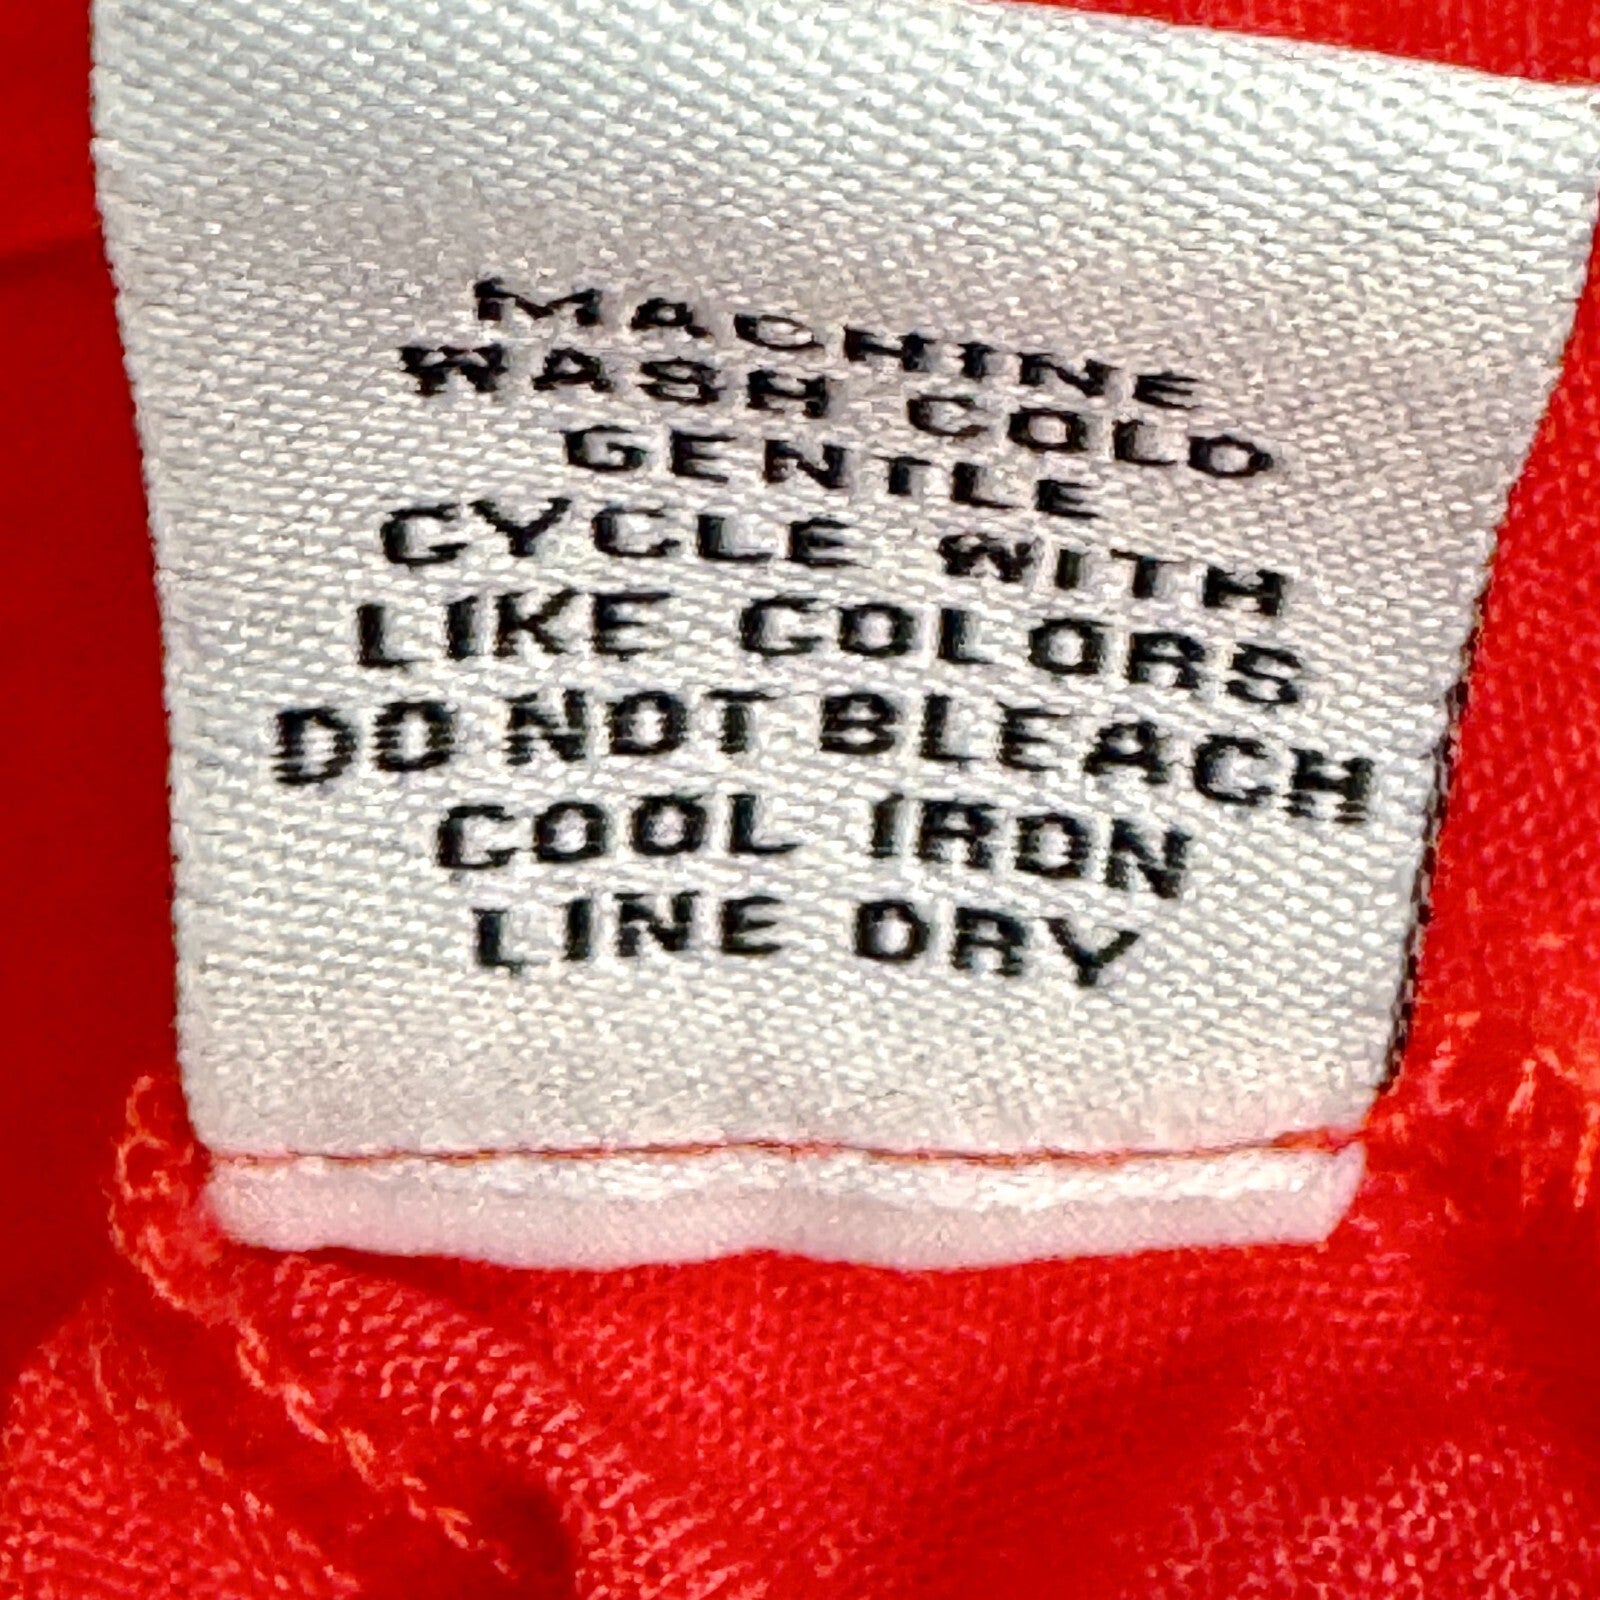 MACHINE
WASH COLD
GENTLE
CYCLE WITH
LIKE COLORS
DO NOT BLEACH
COOL IRON
LINE DRY